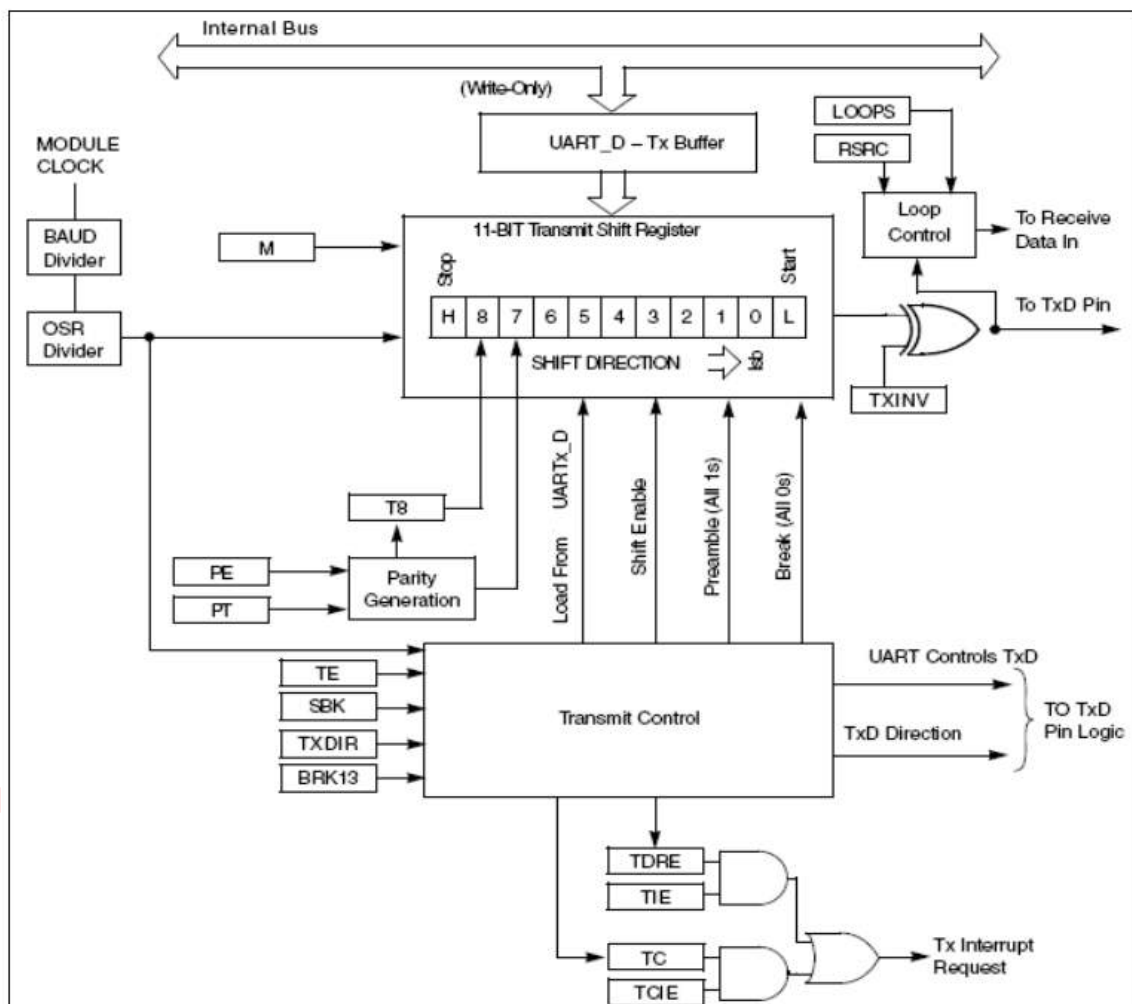 Internal Bus
(Write-Only)
LOOPS
RSRC
UART_D – Tx Buffer
MODULE
CLOCK
Loop
Control
To Receive
Data In
11-BIT Transmit Shift Register
BAUD
Divider
M
Stop
Start
H 8 7 6 5 4 3 2 1 0 L
To TxD Pin
OSR
Divider
SHIFT DIRECTION
lsb
TXINV
Load From UARTx_D
Shift Enable
Preamble (All 1s)
Break (All 0s)
T8
PE
PT
Parity
Generation
TE
SBK
TXDIR
BRK13
Transmit Control
UART Controls TxD
TxD Direction
TO TxD
Pin Logic
TDRE
TIE
TC
TCIE
Tx Interrupt
Request